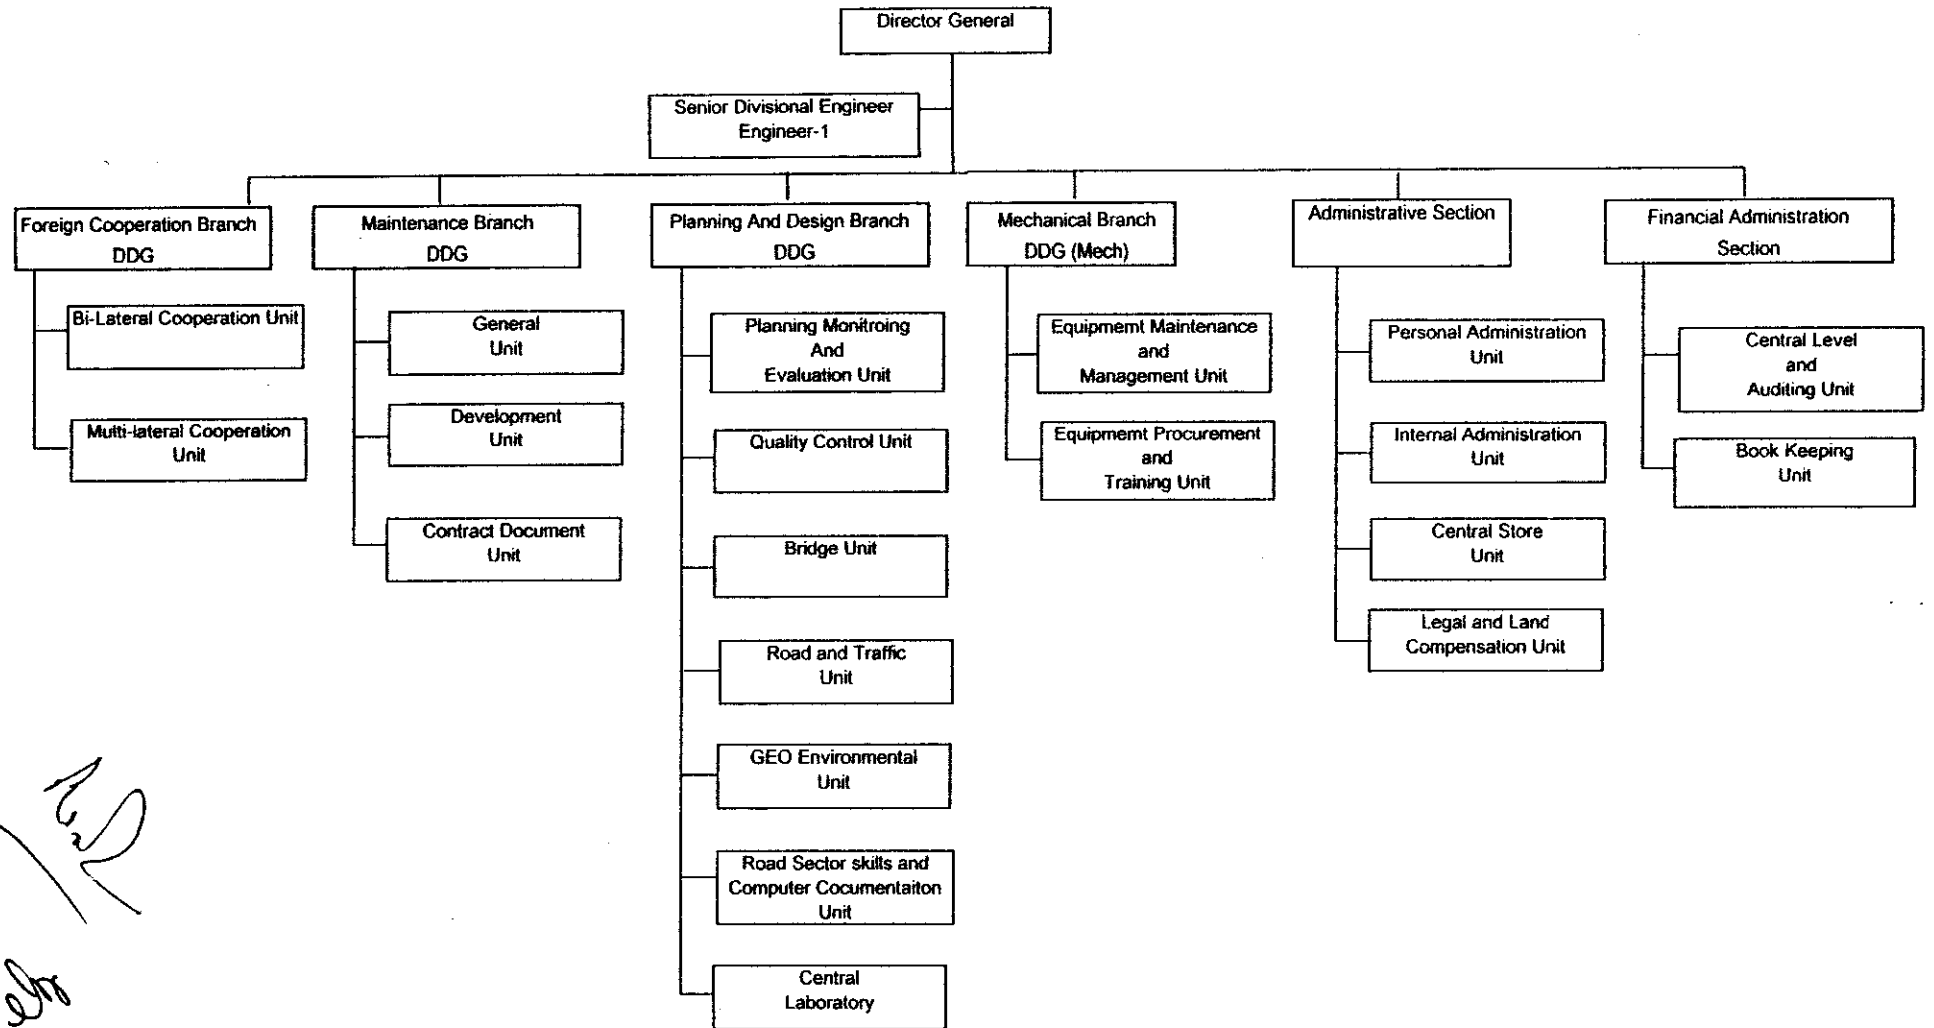 Director General
Senior Divisional Engineer
Engineer-1
Foreign Cooperation Branch
DDG
Maintenance Branch
DDG
Planning And Design Branch
DDG
Mechanical Branch
DDG (Mech)
Administrative Section
Financial Administration
Section
Bi-Lateral Cooperation Unit
Multi-lateral Cooperation
Unit
General
Unit
Development
Unit
Contract Document
Unit
Planning Monitroing
And
Evaluation Unit
Quality Control Unit
Bridge Unit
Road and Traffic
Unit
GEO Environmental
Unit
Road Sector skills and
Computer Cocumentaiton
Unit
Central
Laboratory
Equipmemt Maintenance
and
Management Unit
Equipmemt Procurement
and
Training Unit
Personal Administration
Unit
Internal Administration
Unit
Central Store
Unit
Legal and Land
Compensation Unit
Central Level
and
Auditing Unit
Book Keeping
Unit